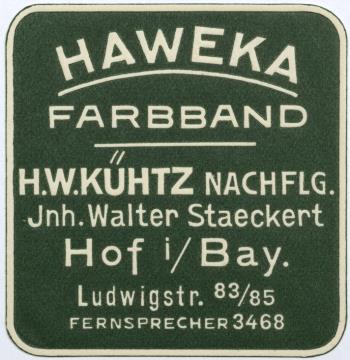 HAWEKA
FARBBAND
H.W.KÜHTZ NACHFLG.
Jnh. Walter Staeckert
Hof i/Bay.
Ludwigstr. 83/85
FERNSPRECHER 3468